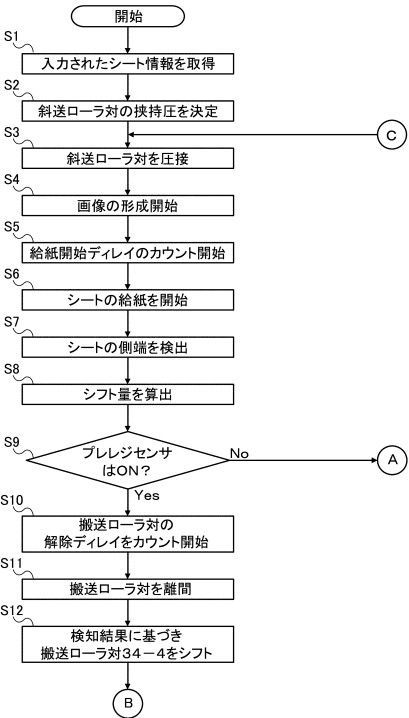 開始
S1
入力されたシート情報を取得
S2
斜送ローラ対の挟持圧を決定
C
S3
斜送ローラ対を圧接
S4
画像の形成開始
S5
給紙開始ディレイのカウント開始
S6
シートの給紙を開始
S7
シートの側端を検出
S8
シフト量を算出
S9
プレレジセンサ
はON?
No
A
Yes
S10
搬送ローラ対の
解除ディレイをカウント開始
S11
搬送ローラ対を離間
S12
検知結果に基づき
搬送ローラ対34-4をシフト
B